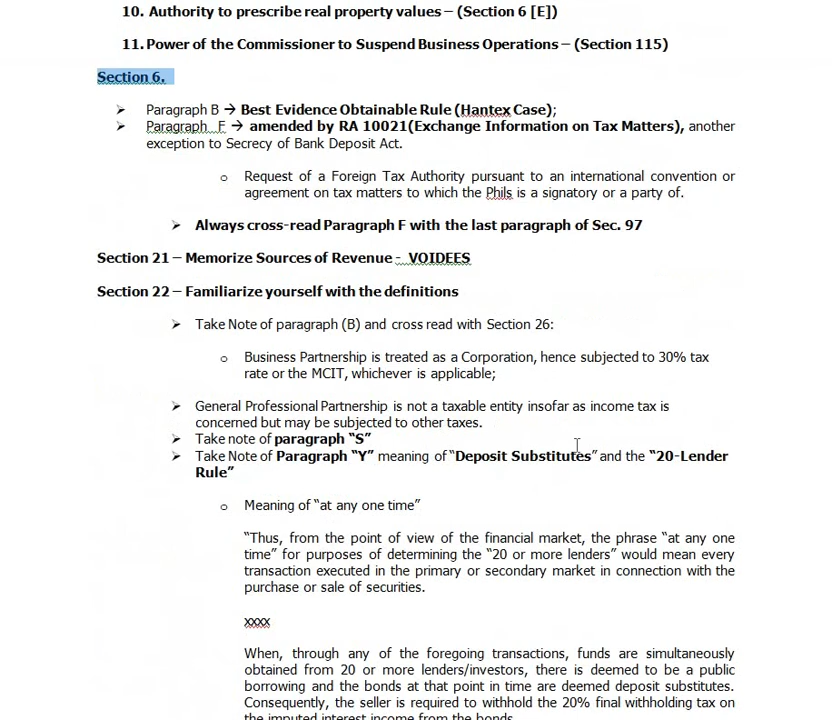 10. Authority to prescribe real property values – (Section 6 [E])
11. Power of the Commissioner to Suspend Business Operations – (Section 115)
Section 6.
➢ Paragraph B → Best Evidence Obtainable Rule (Hantex Case);
➢ Paragraph F → amended by RA 10021(Exchange Information on Tax Matters), another
exception to Secrecy of Bank Deposit Act.
o Request of a Foreign Tax Authority pursuant to an international convention or
agreement on tax matters to which the Phils is a signatory or a party of.
➢ Always cross-read Paragraph F with the last paragraph of Sec. 97
Section 21 – Memorize Sources of Revenue - VOIDEES
Section 22 – Familiarize yourself with the definitions
➢ Take Note of paragraph (B) and cross read with Section 26:
o Business Partnership is treated as a Corporation, hence subjected to 30% tax
rate or the MCIT, whichever is applicable;
➢ General Professional Partnership is not a taxable entity insofar as income tax is
concerned but may be subjected to other taxes.
➢ Take note of paragraph “S”
➢ Take Note of Paragraph “Y” meaning of “Deposit Substitutes” and the “20-Lender
Rule”
o Meaning of “at any one time”
“Thus, from the point of view of the financial market, the phrase “at any one
time” for purposes of determining the “20 or more lenders” would mean every
transaction executed in the primary or secondary market in connection with the
purchase or sale of securities.
xxxx
When, through any of the foregoing transactions, funds are simultaneously
obtained from 20 or more lenders/investors, there is deemed to be a public
borrowing and the bonds at that point in time are deemed deposit substitutes.
Consequently, the seller is required to withhold the 20% final withholding tax on
the imputed interest income from the bonds.